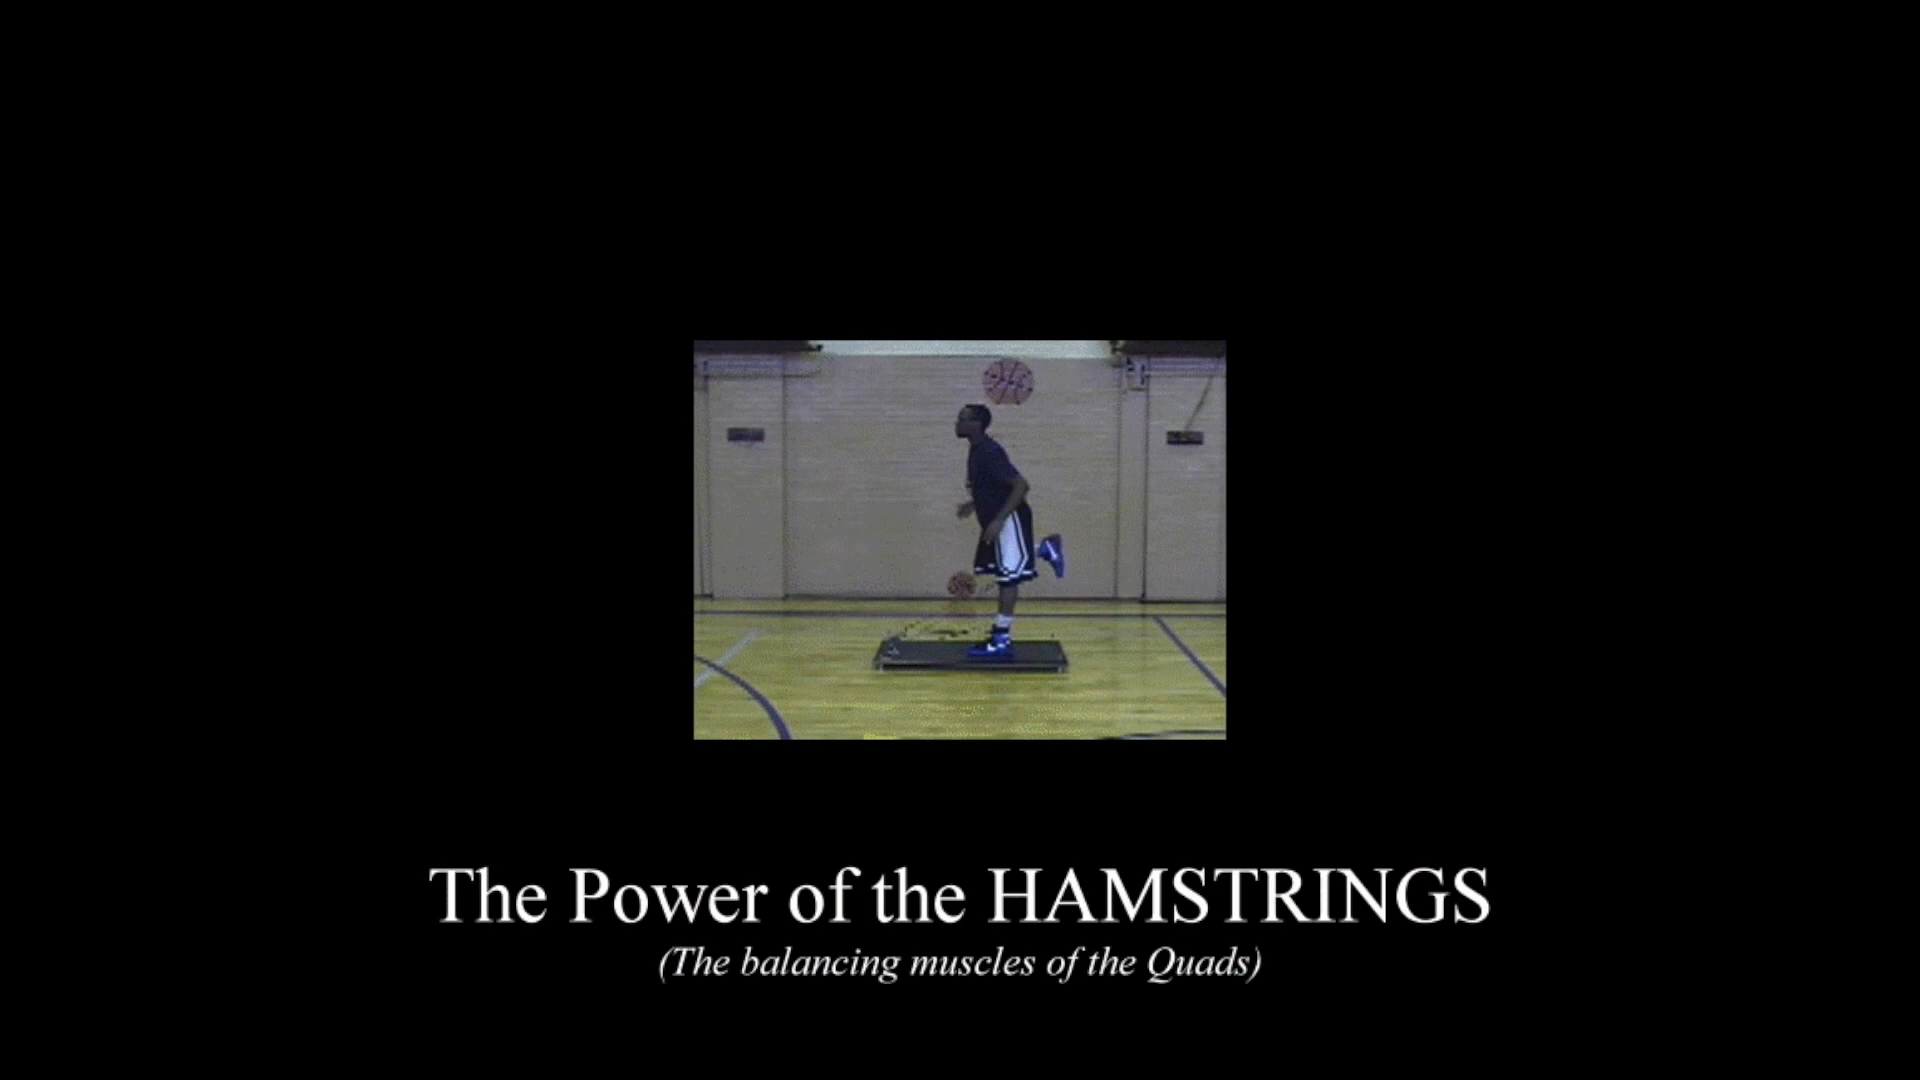 The Power of the HAMSTRINGS
(The balancing muscles of the Quads)